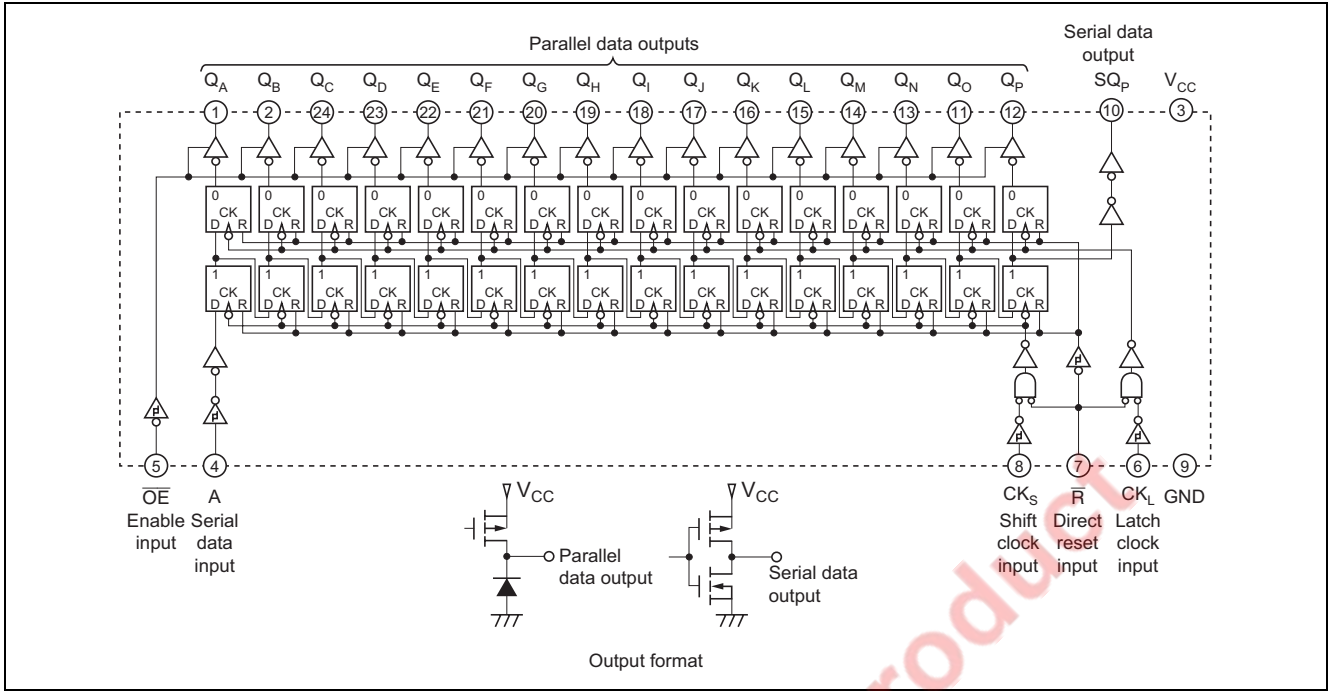 Parallel data outputs
Serial data
output
QA QB QC QD QE QF QG QH QI QJ QK QL QM QN QO QP SQP VCC
1 2 24 23 22 21 20 19 18 17 16 15 14 13 11 12 10 3
0 0 0 0 0 0 0 0 0 0 0 0 0 0 0 0
CK CK CK CK CK CK CK CK CK CK CK CK CK CK CK CK
D R D R D R D R D R D R D R D R D R D R D R D R D R D R D R D R
1 1 1 1 1 1 1 1 1 1 1 1 1 1 1 1
CK CK CK CK CK CK CK CK CK CK CK CK CK CK CK CK
D R D R D R D R D R D R D R D R D R D R D R D R D R D R D R D R
5 4 8 7 6 9
O̅E̅ A CKS R̅ CKL GND
Enable
input
Serial
data
input
VCC
Parallel
data output
VCC
Serial data
output
Shift
clock
input
Direct
reset
input
Latch
clock
input
Output format
roduct